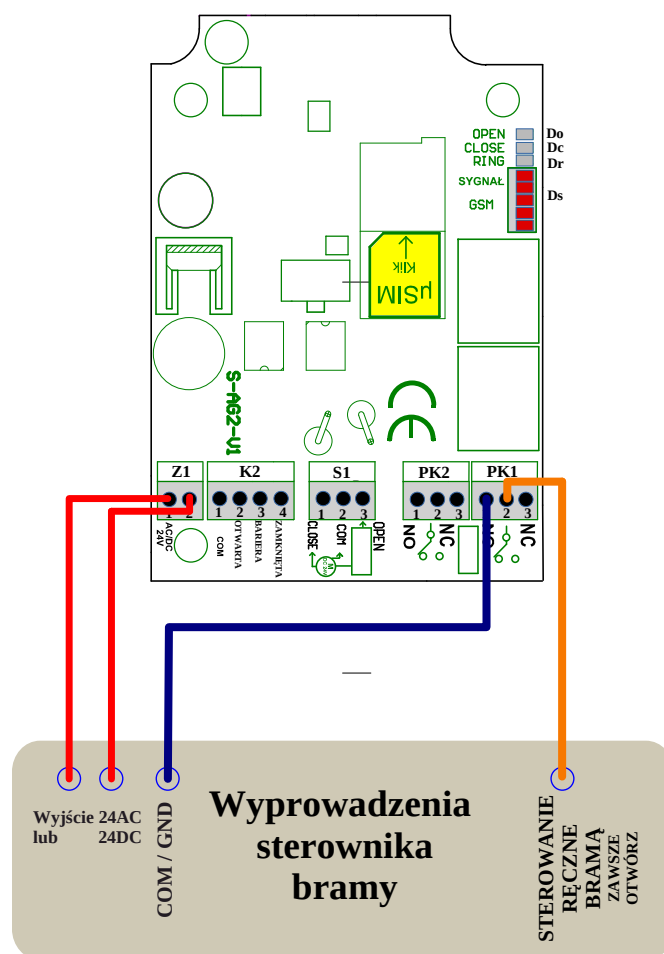 OPEN Do
CLOSE Dc
RING Dr
SYGNAŁ
GSM
Ds
Klik
µSIM
S-AG2-V1
Z1 K2 S1 PK2 PK1
1 2 1 2 3 4 1 2 3 1 2 3 2 3
AC/DC
24V
COM
OTWARTA
BARIERA
ZAMKNIĘTA
CLOSE
COM
OPEN
M
NO
NC
NO
NC
Wyjście 24AC
lub 24DC
COM / GND
Wyprowadzenia
sterownika
bramy
STEROWANIE
RĘCZNE
BRAMĄ
ZAWSZE
OTWÓRZ